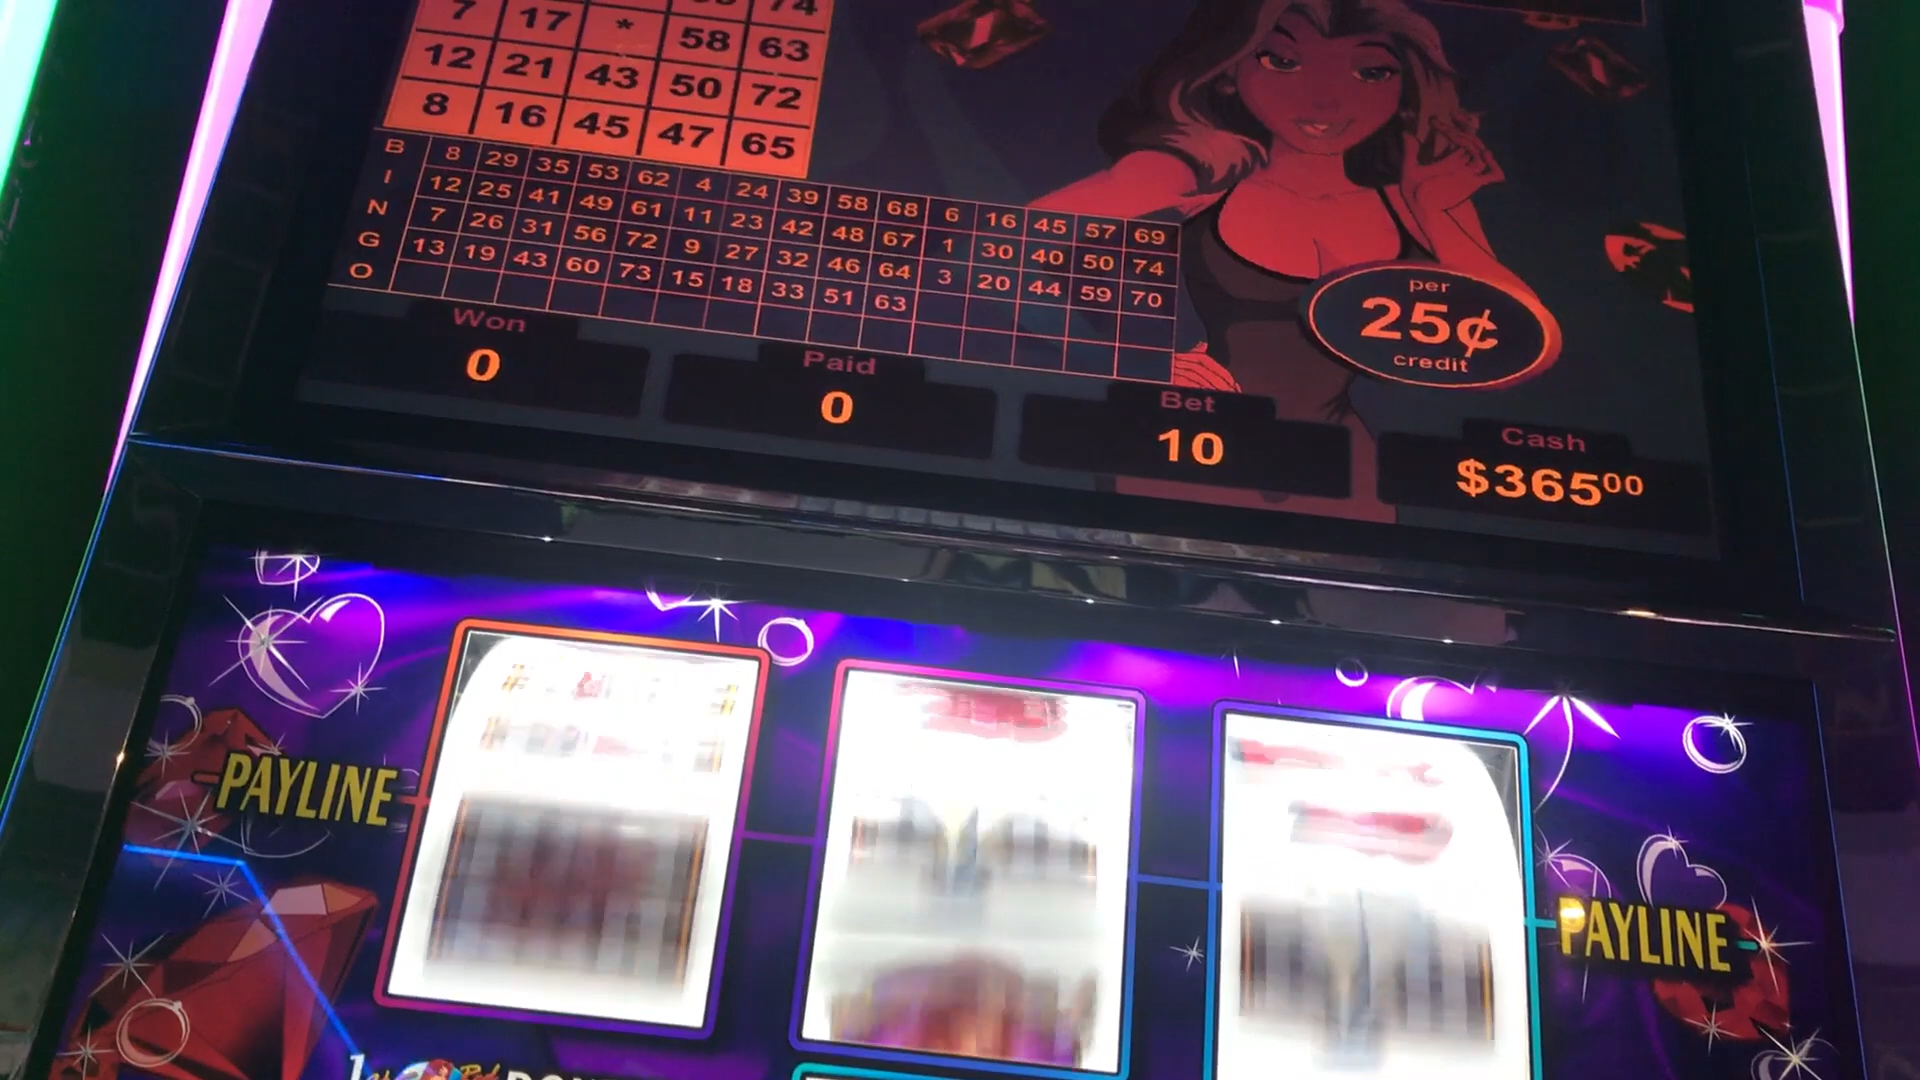 74
7 17 * 58 63
12 21 43 50 72
8 16 45 47 65
B 8 29 35 53 62 4 24 39 58 68 6 16 45 57 69
I 12 25 41 49 61 11 23 42 48 67 1 30 40 50 74
N 7 26 31 56 72 9 27 32 46 64 3 20 44 59 70
G 13 19 43 60 73 15 18 33 51 63
O
per
25¢
credit
Won
0
Paid
0
Bet
10
Cash
$36500
PAYLINE
PAYLINE